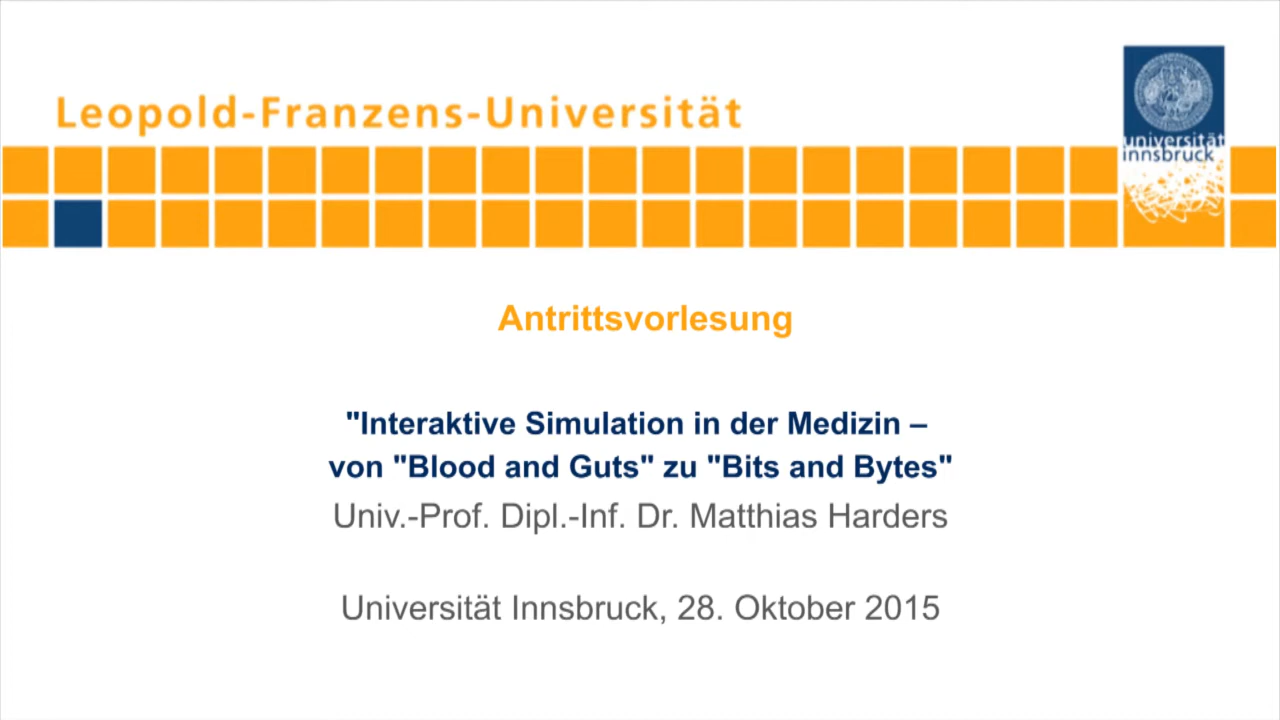 Leopold-Franzens-Universität
universität
innsbruck
Antrittsvorlesung
"Interaktive Simulation in der Medizin –
von "Blood and Guts" zu "Bits and Bytes"
Univ.-Prof. Dipl.-Inf. Dr. Matthias Harders
Universität Innsbruck, 28. Oktober 2015